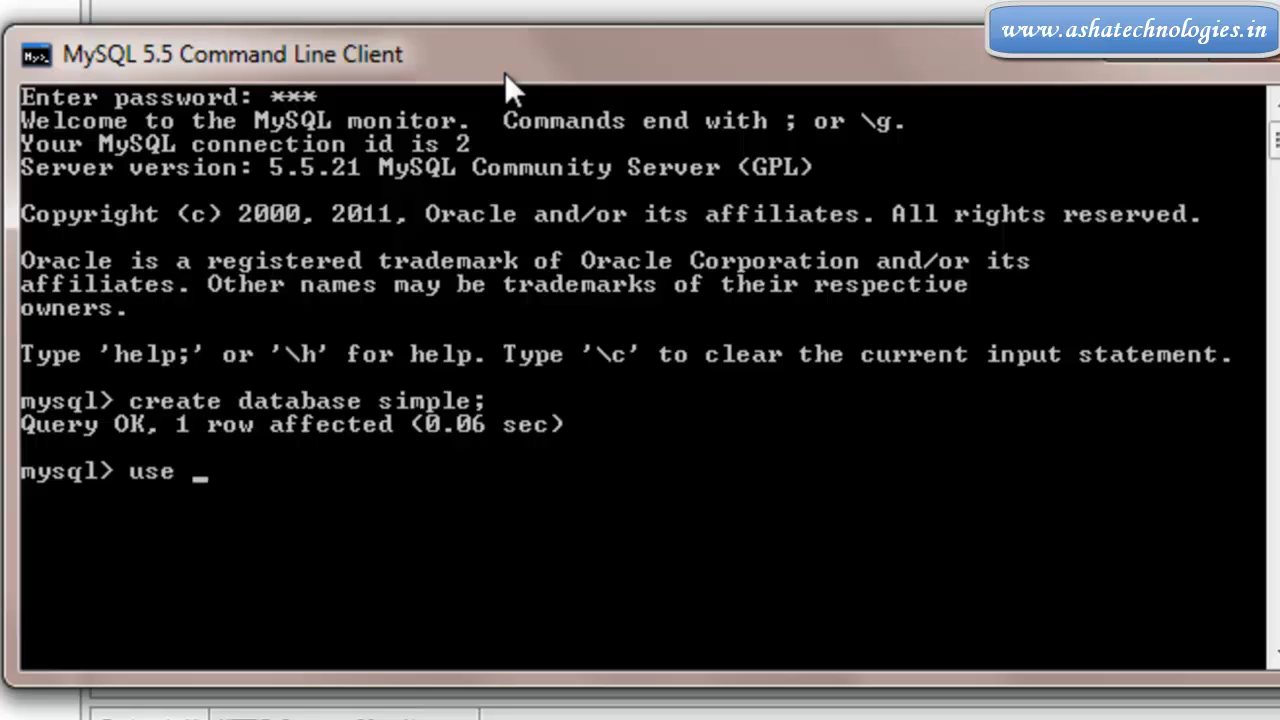 www.ashatechnologies.in
MySQL 5.5 Command Line Client
Enter password: ***
Welcome to the MySQL monitor.  Commands end with ; or \g.
Your MySQL connection id is 2
Server version: 5.5.21 MySQL Community Server (GPL)
Copyright (c) 2000, 2011, Oracle and/or its affiliates. All rights reserved.
Oracle is a registered trademark of Oracle Corporation and/or its
affiliates. Other names may be trademarks of their respective
owners.
Type 'help;' or '\h' for help. Type '\c' to clear the current input statement.
mysql> create database simple;
Query OK, 1 row affected (0.06 sec)
mysql> use _